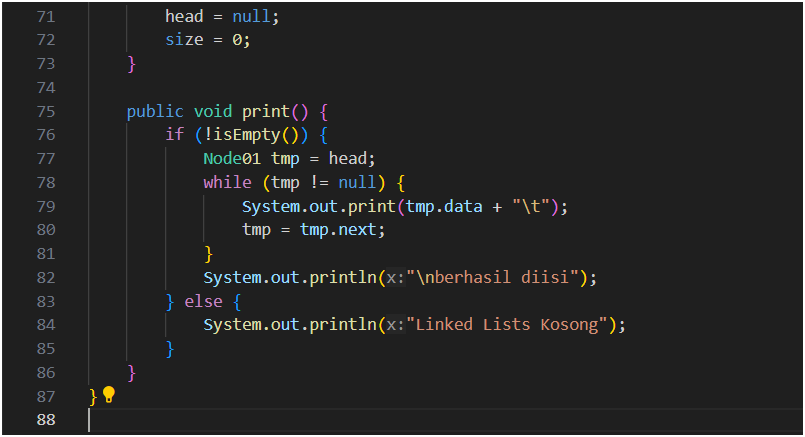 71 head = null;
72 size = 0;
73 }
74
75 public void print() {
76 if (!isEmpty()) {
77 Node01 tmp = head;
78 while (tmp != null) {
79 System.out.print(tmp.data + "\t");
80 tmp = tmp.next;
81 }
82 System.out.println(x:"\nberhasil diisi");
83 } else {
84 System.out.println(x:"Linked Lists Kosong");
85 }
86 }
87 }
88